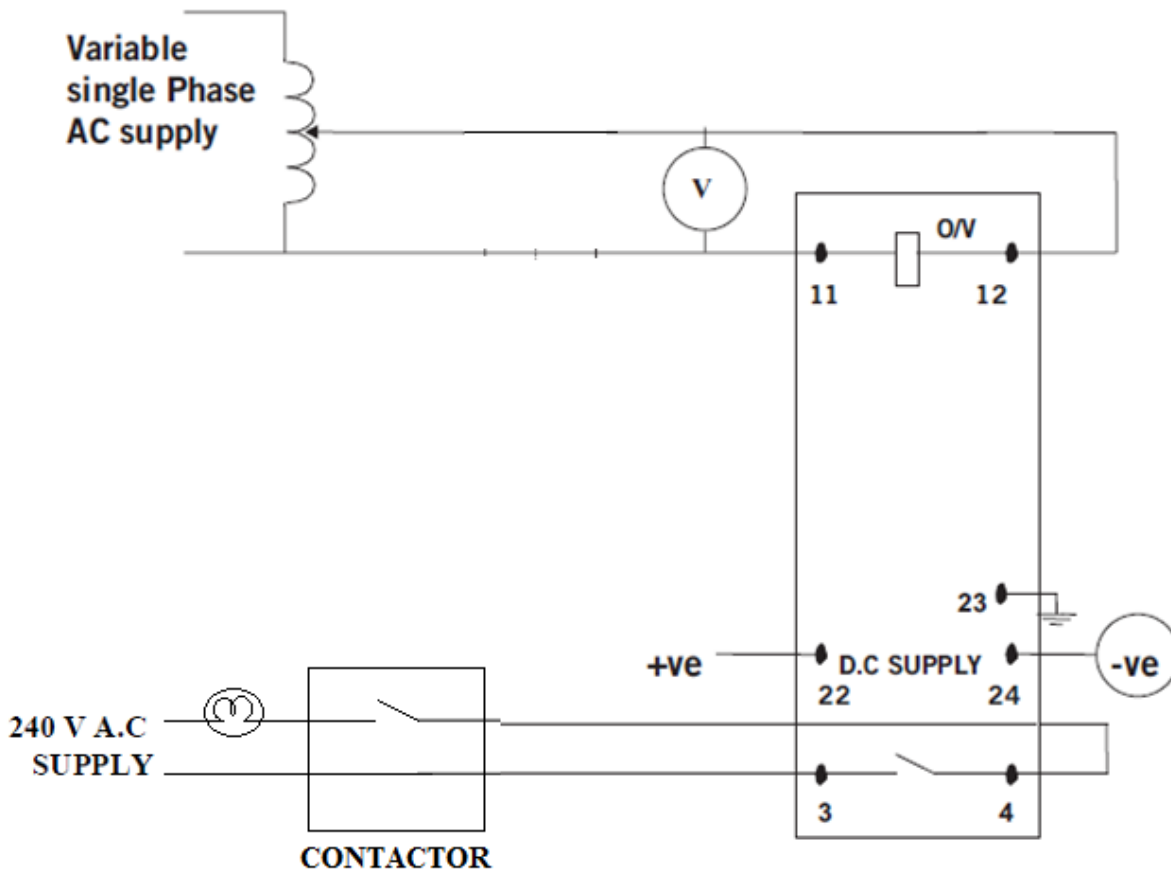 Variable
single Phase
AC supply
V
O/V
11
12
23
+ve
D.C SUPPLY
-ve
22
24
240 V A.C
SUPPLY
3
4
CONTACTOR